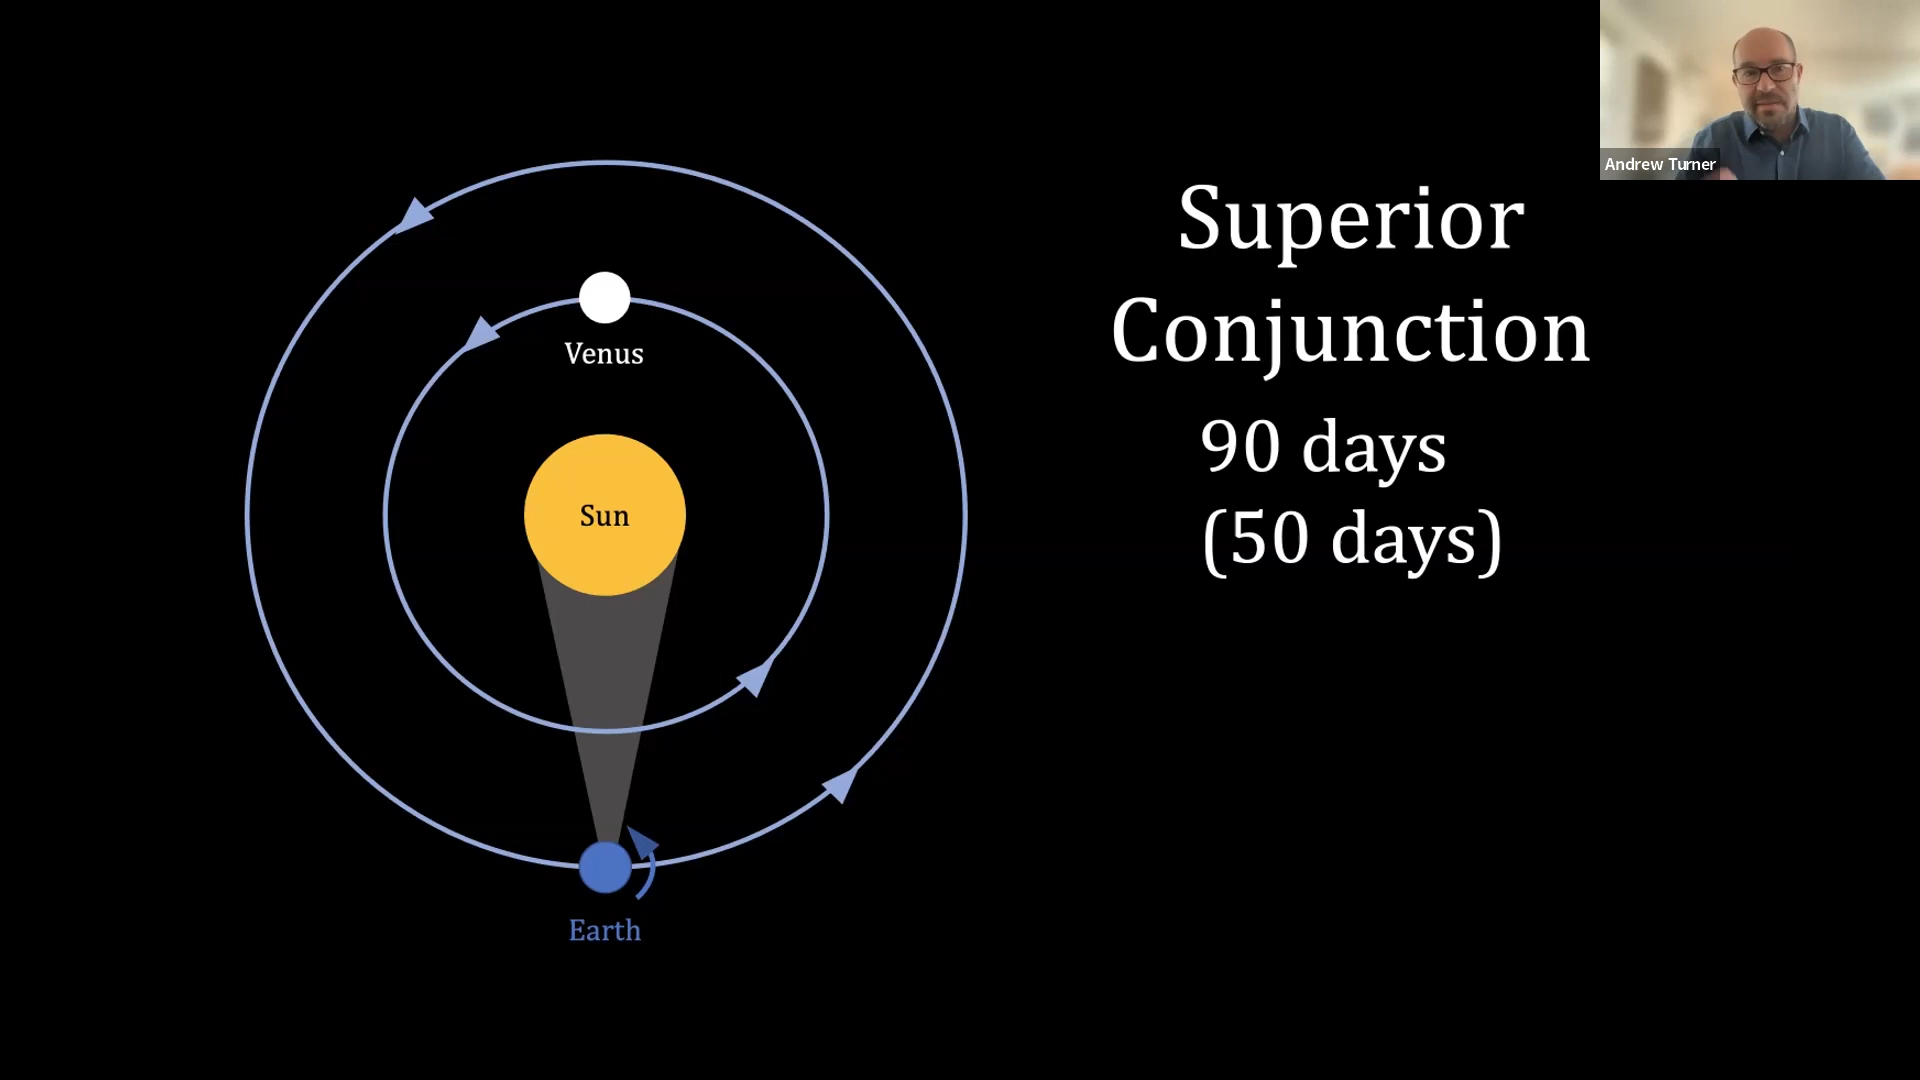 Andrew Turner
Superior
Conjunction
90 days
(50 days)
Venus
Sun
Earth